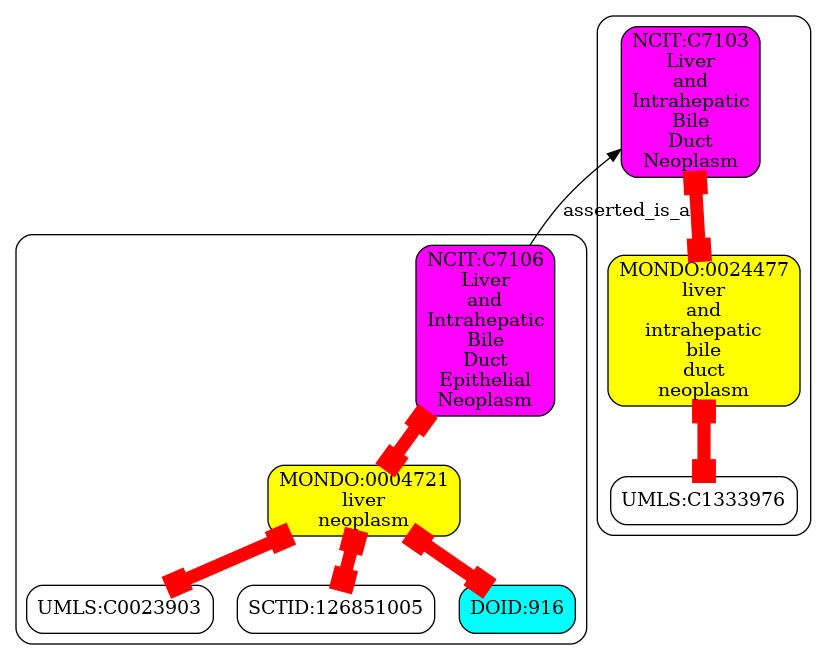 NCIT:C7103
Liver
and
Intrahepatic
Bile
Duct
Neoplasm
asserted_is_a
NCIT:C7106
Liver
and
Intrahepatic
Bile
Duct
Epithelial
Neoplasm
MONDO:0024477
liver
and
intrahepatic
bile
duct
neoplasm
MONDO:0004721
liver
neoplasm
UMLS:C1333976
UMLS:C0023903
SCTID:126851005
DOID:916